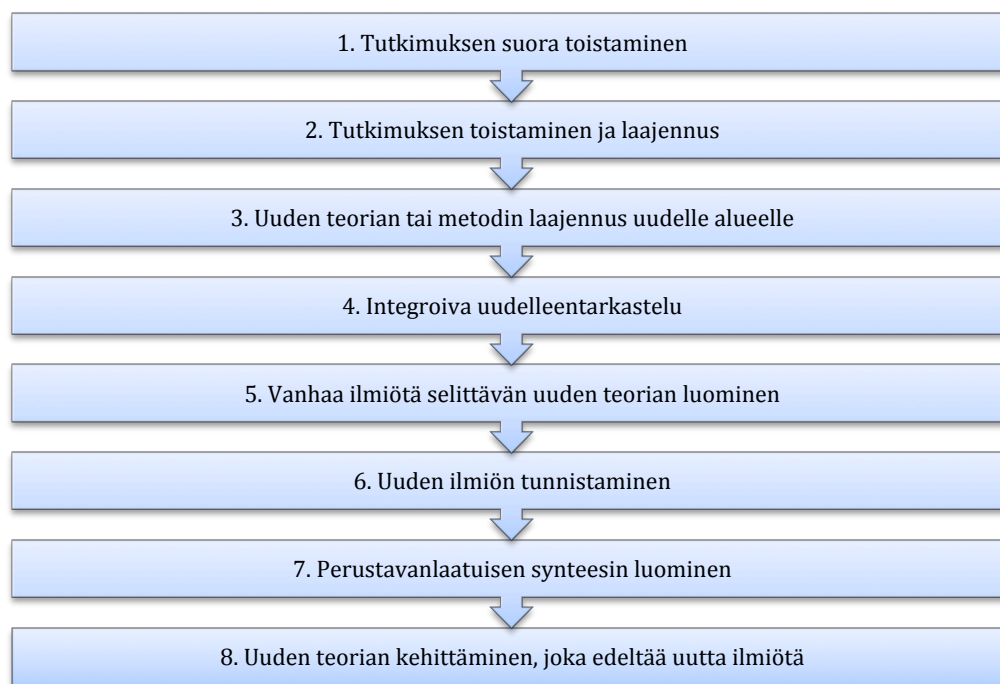 1. Tutkimuksen suora toistaminen
2. Tutkimuksen toistaminen ja laajennus
3. Uuden teorian tai metodin laajennus uudelle alueelle
4. Integroiva uudelleentarkastelu
5. Vanhaa ilmiötä selittävän uuden teorian luominen
6. Uuden ilmiön tunnistaminen
7. Perustavanlaatuisen synteesin luominen
8. Uuden teorian kehittäminen, joka edeltää uutta ilmiötä